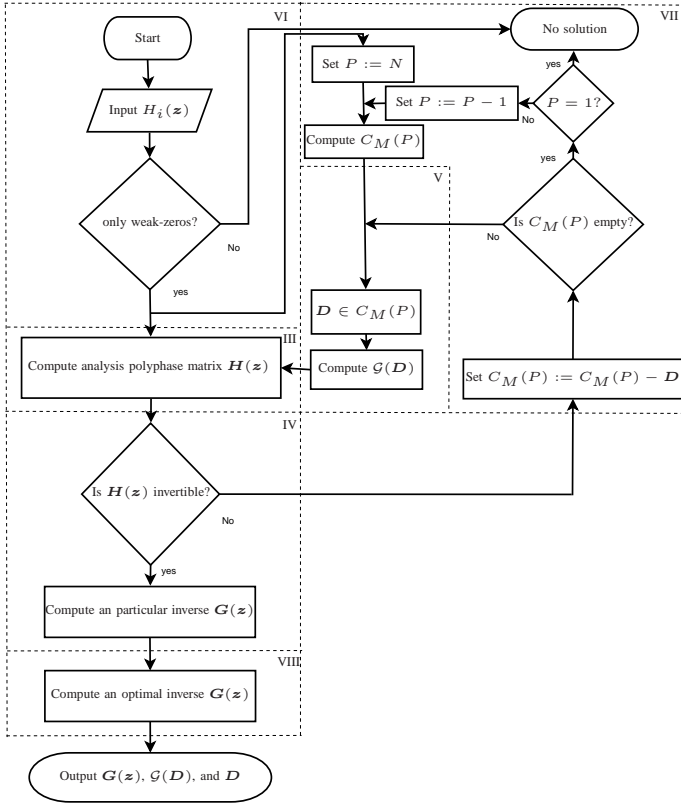 VI
VII
Start
No solution
yes
Set P := N
Input H_i(z)
Set P := P − 1
P = 1?
No
Compute C_M(P)
yes
V
only weak-zeros?
No
Is C_M(P) empty?
No
yes
D ∈ C_M(P)
III
Compute analysis polyphase matrix H(z)
Compute 𝒢(D)
Set C_M(P) := C_M(P) − D
IV
Is H(z) invertible?
No
yes
Compute an particular inverse G(z)
VIII
Compute an optimal inverse G(z)
Output G(z), 𝒢(D), and D